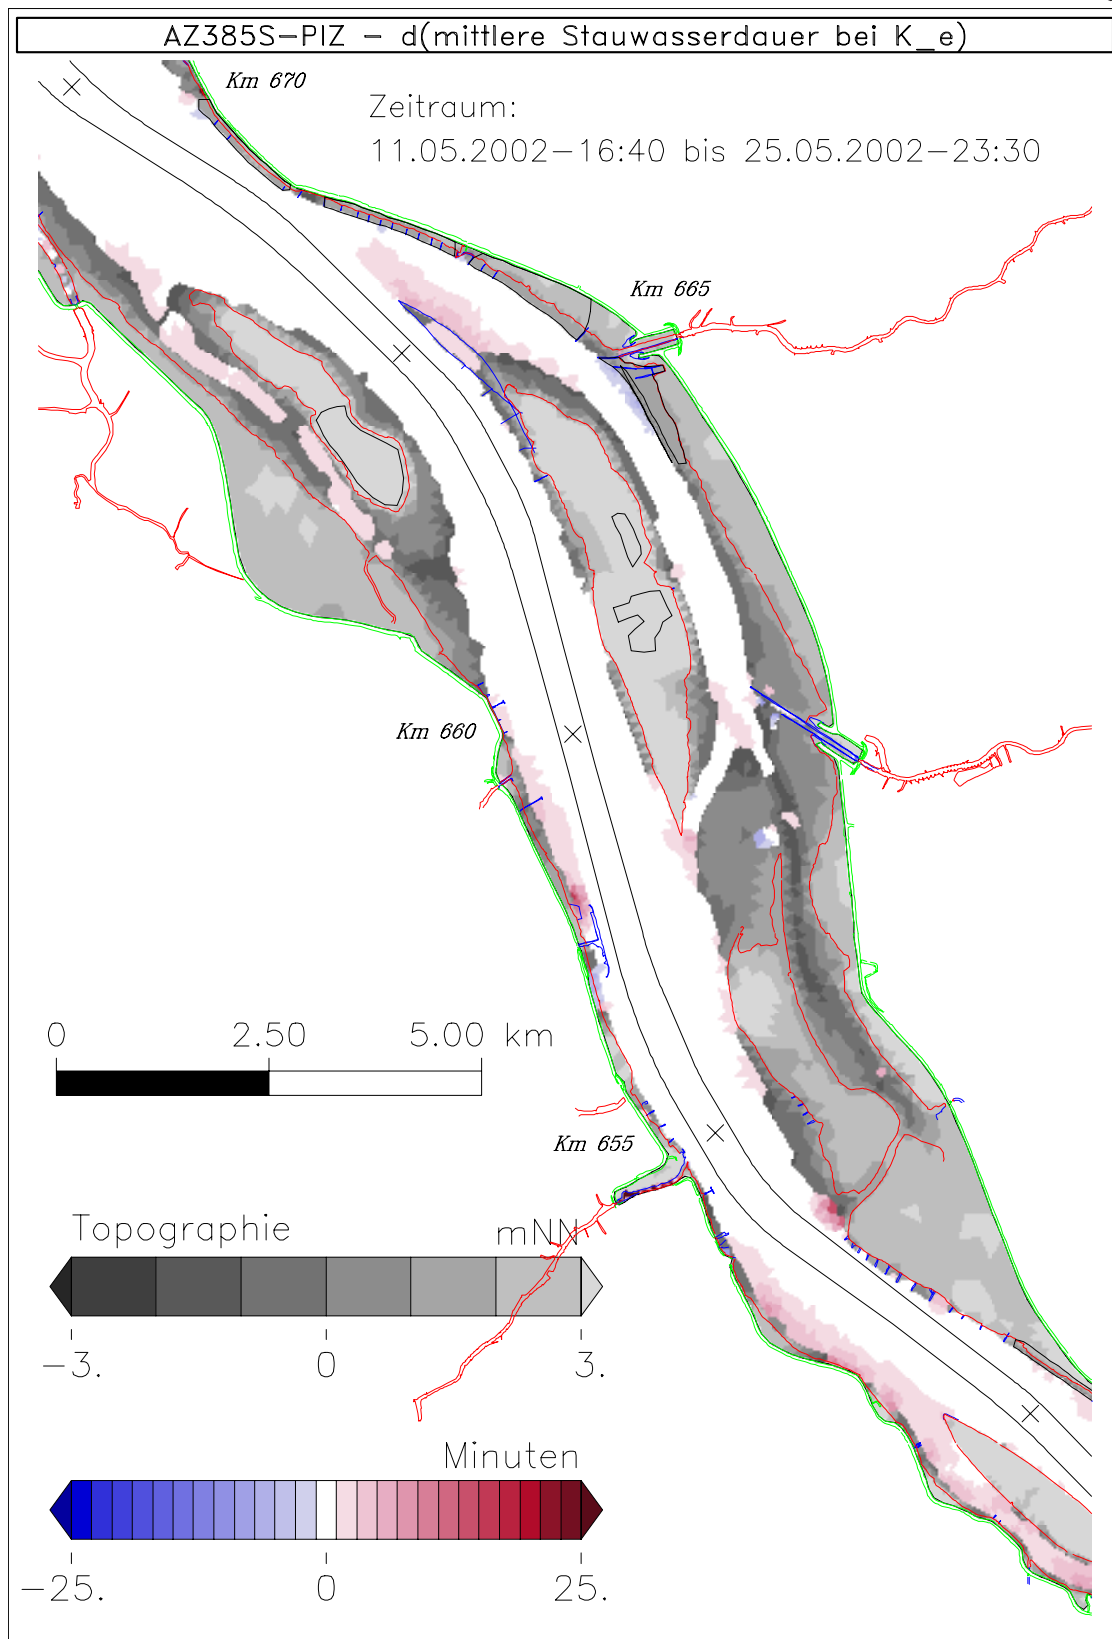 AZ385S-PIZ - d(mittlere Stauwasserdauer bei K_e)
Km 670
Zeitraum:
11.05.2002-16:40 bis 25.05.2002-23:30
Km 665
Km 660
0 2.50 5.00 km
Km 655
Topographie mNN
-3. 0 3.
Minuten
-25. 0 25.